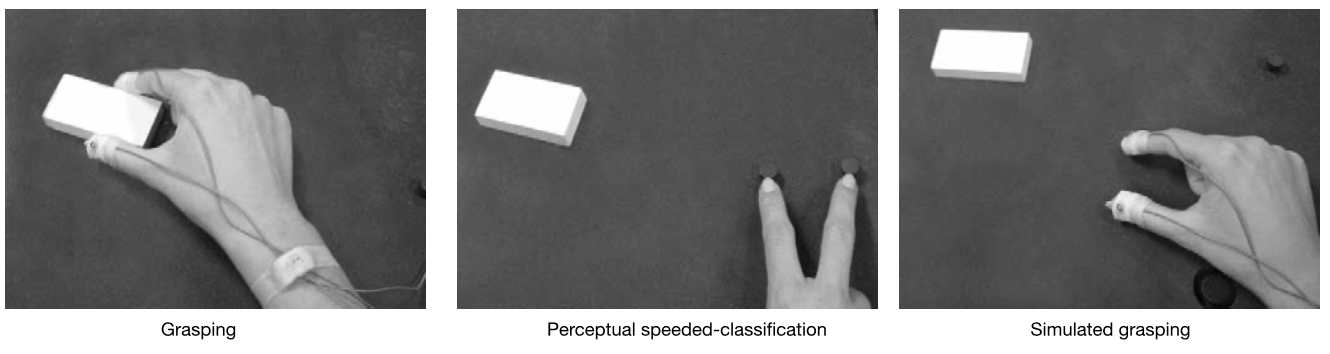 Grasping
Perceptual speeded-classification
Simulated grasping